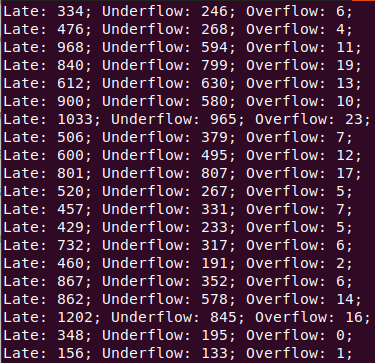 Late: 334; Underflow: 246; Overflow: 6;
Late: 476; Underflow: 268; Overflow: 4;
Late: 968; Underflow: 594; Overflow: 11;
Late: 840; Underflow: 799; Overflow: 19;
Late: 612; Underflow: 630; Overflow: 13;
Late: 900; Underflow: 580; Overflow: 10;
Late: 1033; Underflow: 965; Overflow: 23;
Late: 506; Underflow: 379; Overflow: 7;
Late: 600; Underflow: 495; Overflow: 12;
Late: 801; Underflow: 807; Overflow: 17;
Late: 520; Underflow: 267; Overflow: 5;
Late: 457; Underflow: 331; Overflow: 7;
Late: 429; Underflow: 233; Overflow: 5;
Late: 732; Underflow: 317; Overflow: 6;
Late: 460; Underflow: 191; Overflow: 2;
Late: 867; Underflow: 352; Overflow: 6;
Late: 862; Underflow: 578; Overflow: 14;
Late: 1202; Underflow: 845; Overflow: 16;
Late: 348; Underflow: 195; Overflow: 0;
Late: 156; Underflow: 133; Overflow: 1;